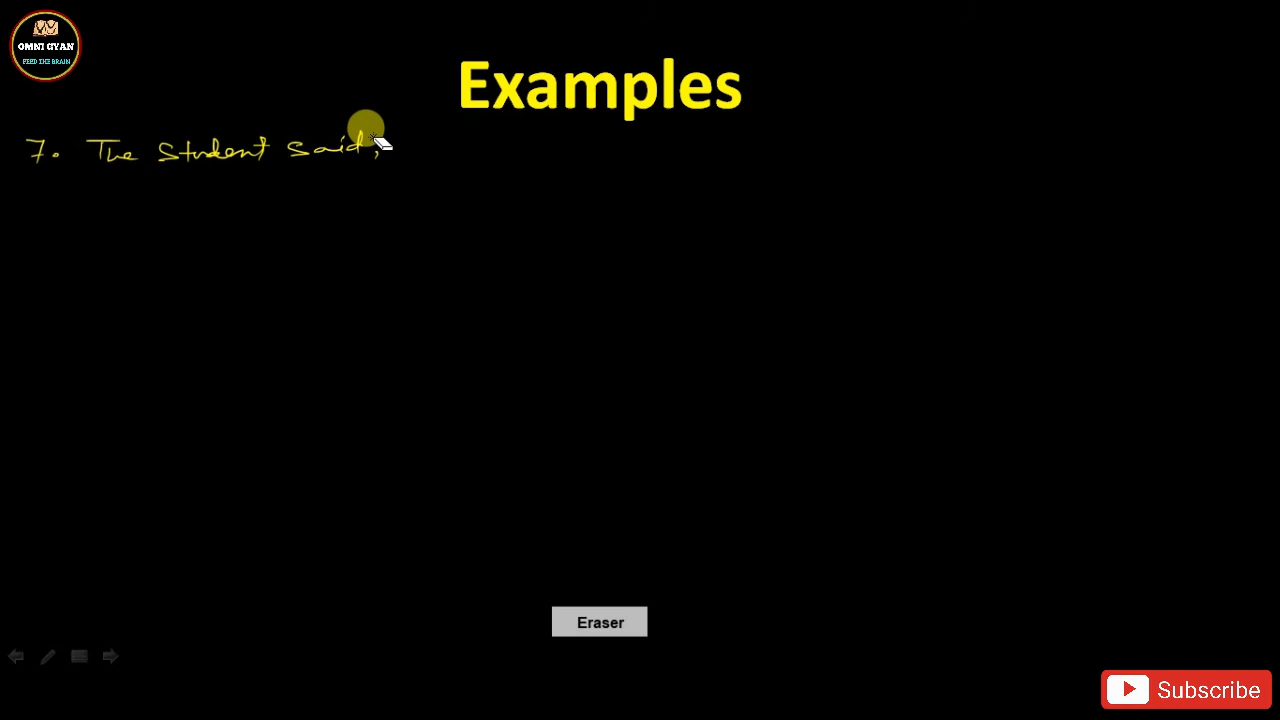 OMNI GYAN
FEED THE BRAIN
Examples
7. The Student Said,
Eraser
Subscribe